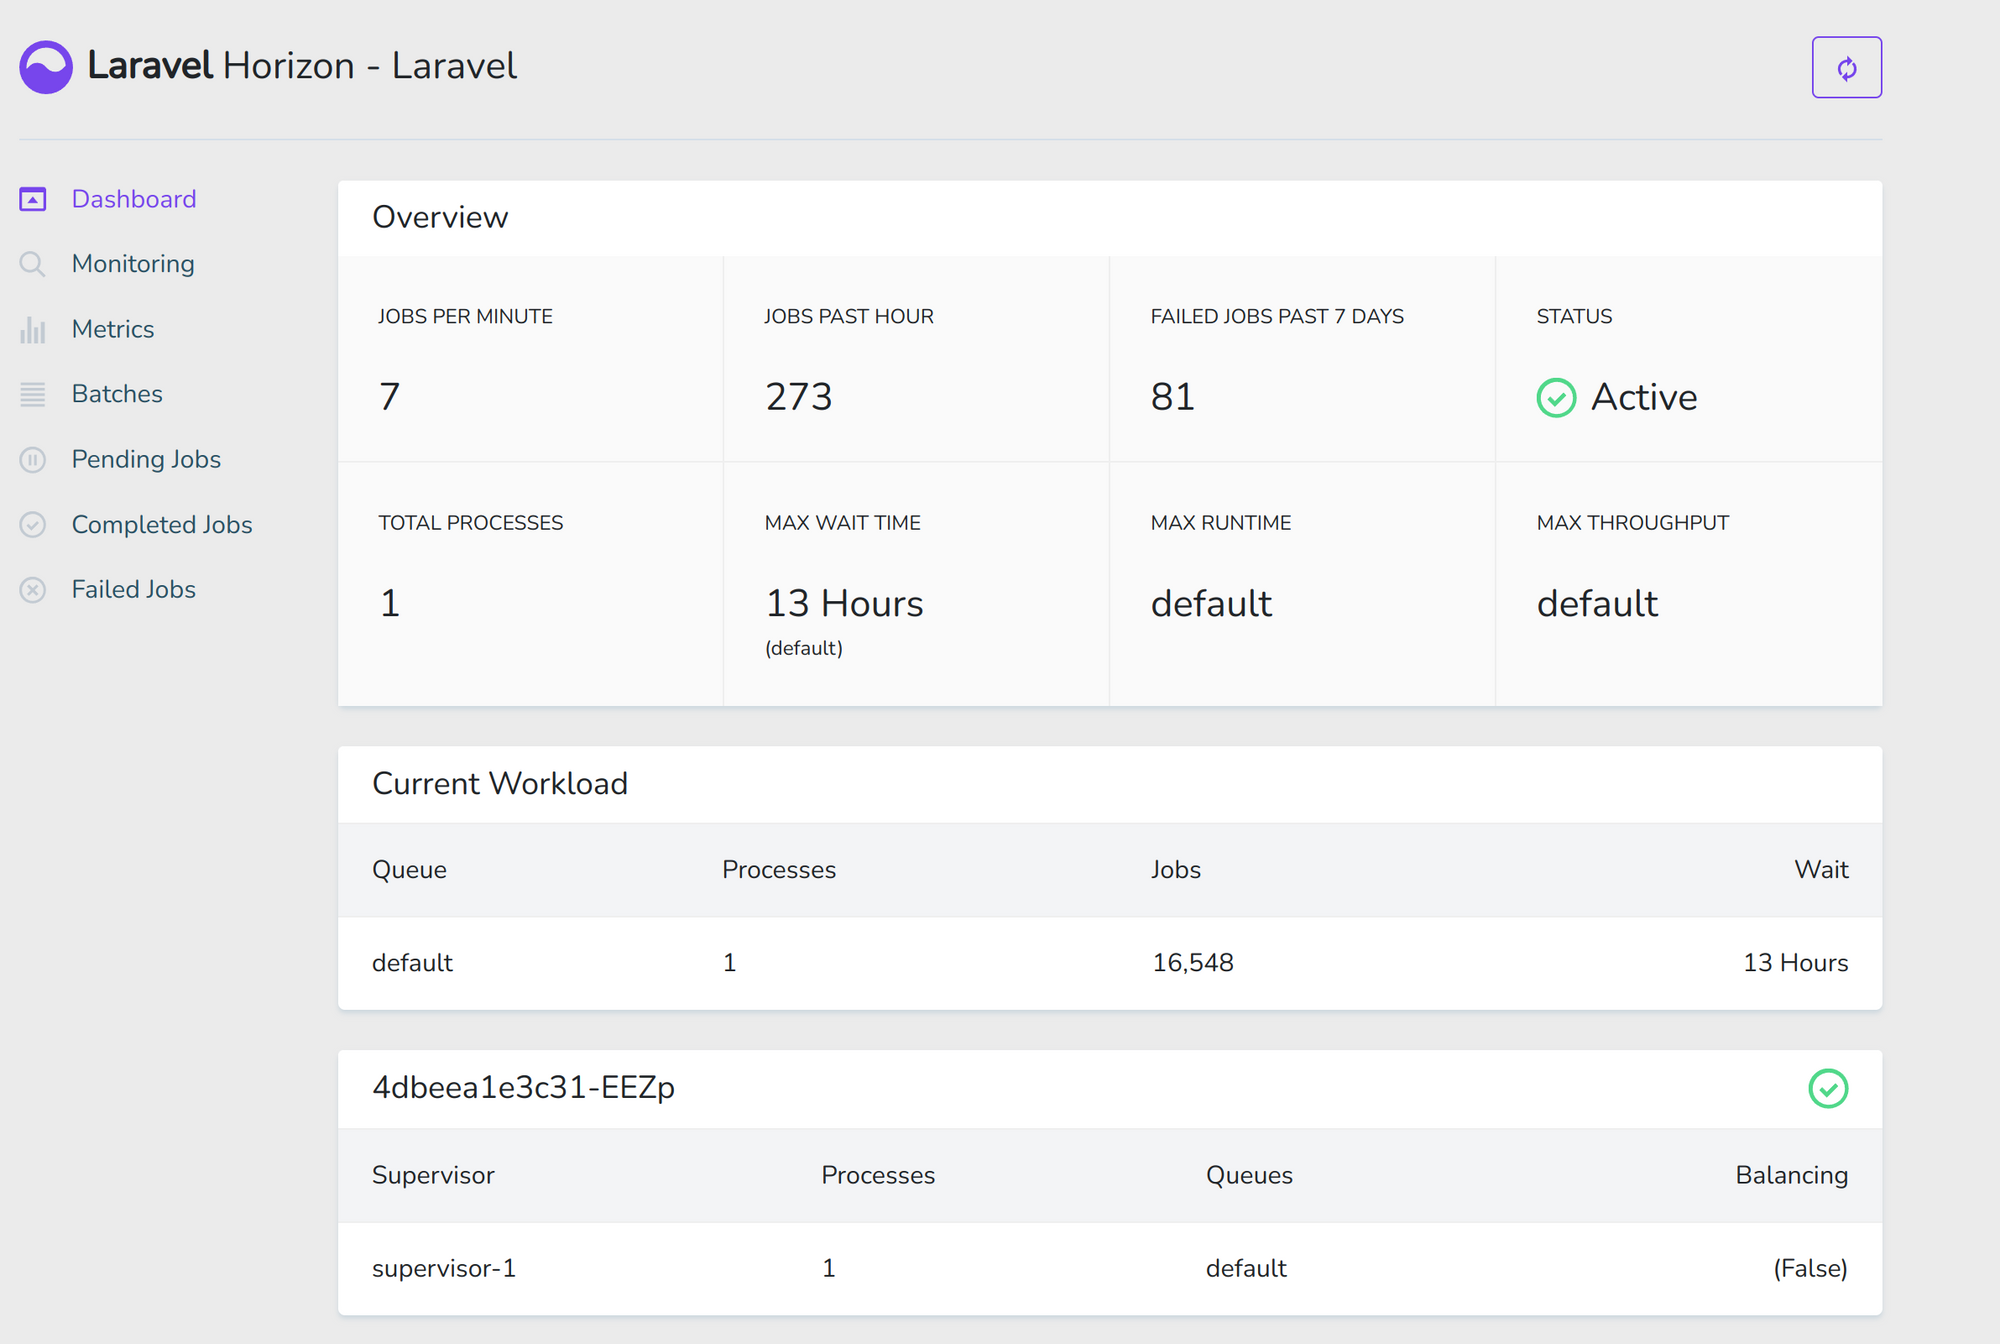 Laravel Horizon - Laravel
Dashboard
Monitoring
Metrics
Batches
Pending Jobs
Completed Jobs
Failed Jobs
Overview
JOBS PER MINUTE
7
JOBS PAST HOUR
273
FAILED JOBS PAST 7 DAYS
81
STATUS
Active
TOTAL PROCESSES
1
MAX WAIT TIME
13 Hours
(default)
MAX RUNTIME
default
MAX THROUGHPUT
default
Current Workload
Queue Processes Jobs Wait
default 1 16,548 13 Hours
4dbeea1e3c31-EEZp
Supervisor Processes Queues Balancing
supervisor-1 1 default (False)